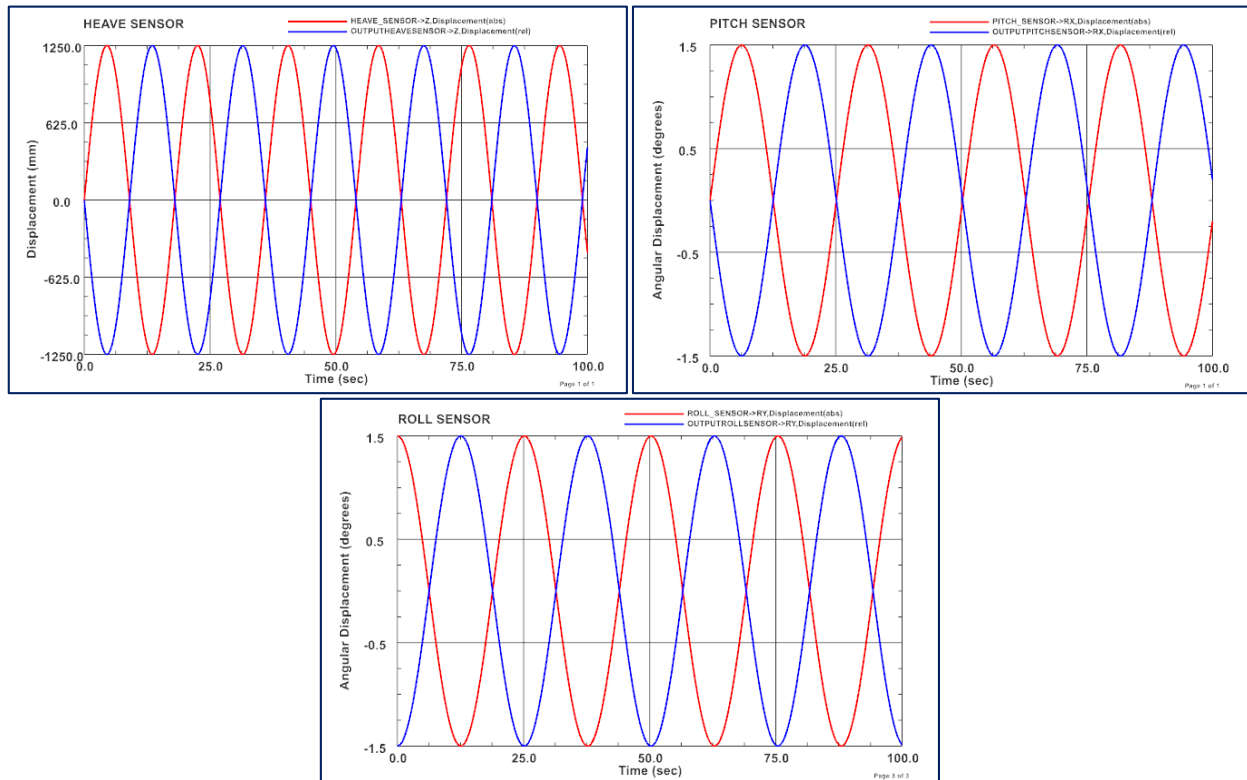 HEAVE SENSOR
HEAVE_SENSOR->Z,Displacement(abs)
OUTPUTHEAVESENSOR->Z,Displacement(rel)
1250.0
625.0
0.0
-625.0
-1250.0
Displacement (mm)
0.0 25.0 50.0 75.0 100.0
Time (sec)
Page 1 of 1
PITCH SENSOR
PITCH_SENSOR->RX,Displacement(abs)
OUTPUTPITCHSENSOR->RX,Displacement(rel)
1.5
0.5
-0.5
-1.5
Angular Displacement (degrees)
0.0 25.0 50.0 75.0 100.0
Time (sec)
Page 1 of 1
ROLL SENSOR
ROLL_SENSOR->RY,Displacement(abs)
OUTPUTROLLSENSOR->RY,Displacement(rel)
1.5
0.5
-0.5
-1.5
Angular Displacement (degrees)
0.0 25.0 50.0 75.0 100.0
Time (sec)
Page 3 of 3